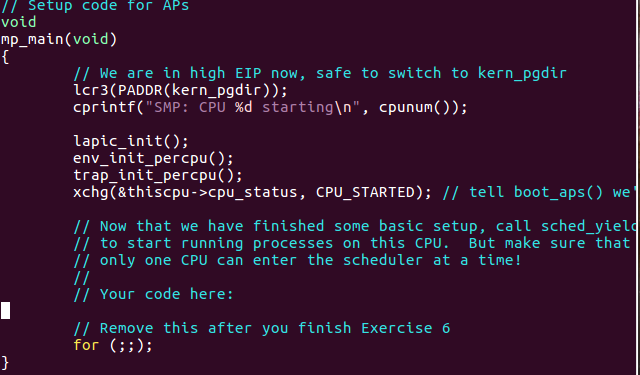 // Setup code for APs
void
mp_main(void)
{
        // We are in high EIP now, safe to switch to kern_pgdir
        lcr3(PADDR(kern_pgdir));
        cprintf("SMP: CPU %d starting\n", cpunum());

        lapic_init();
        env_init_percpu();
        trap_init_percpu();
        xchg(&thiscpu->cpu_status, CPU_STARTED); // tell boot_aps() we'

        // Now that we have finished some basic setup, call sched_yield
        // to start running processes on this CPU.  But make sure that
        // only one CPU can enter the scheduler at a time!
        //
        // Your code here:

        // Remove this after you finish Exercise 6
        for (;;);
}